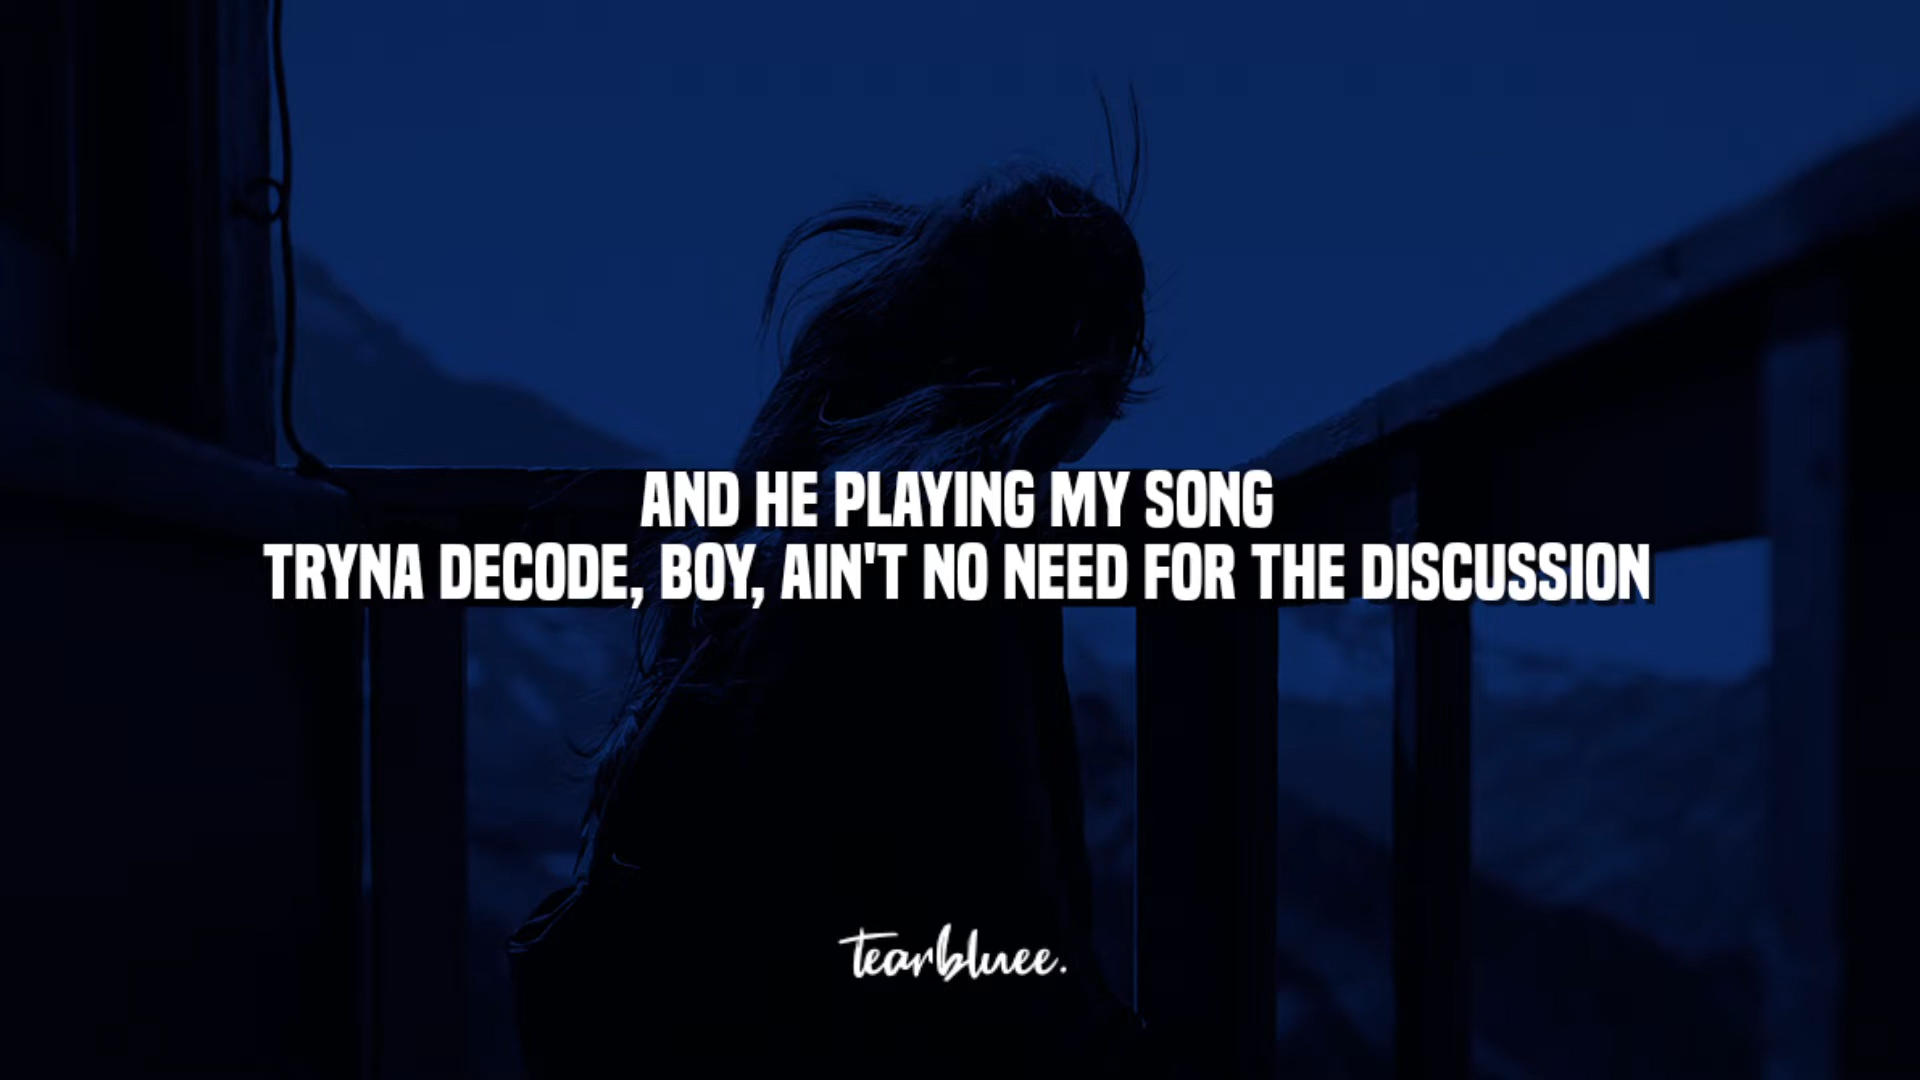 AND HE PLAYING MY SONG
TRYNA DECODE, BOY, AIN'T NO NEED FOR THE DISCUSSION
tearbluee.